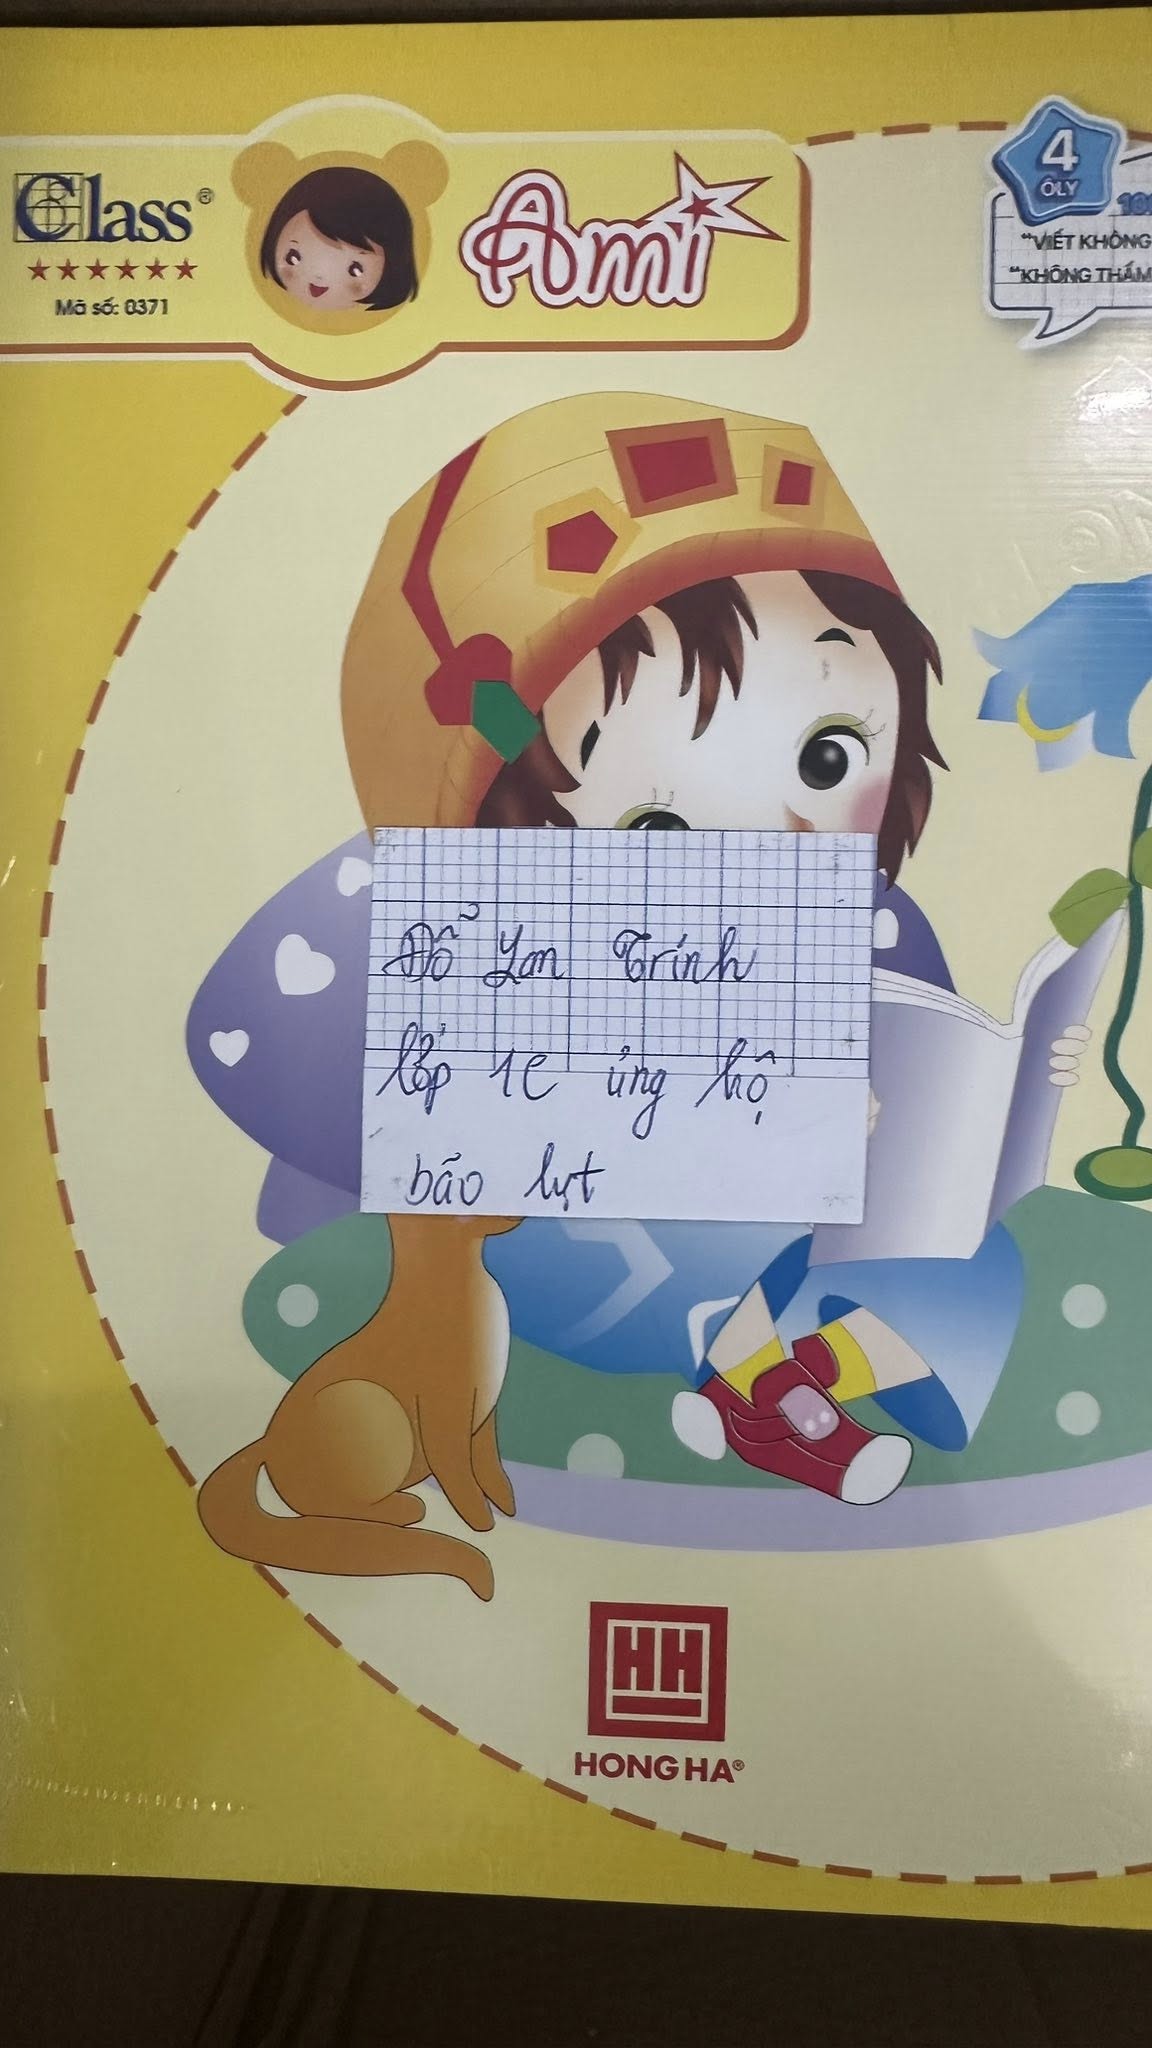 Class®
Mã số: 0371
Ami
4
ÔLY
"VIẾT KHÔNG
"KHÔNG THẤM
Đỗ Lan Trinh
lớp 1C ủng hộ
bão lụt
HH
HONG HA®